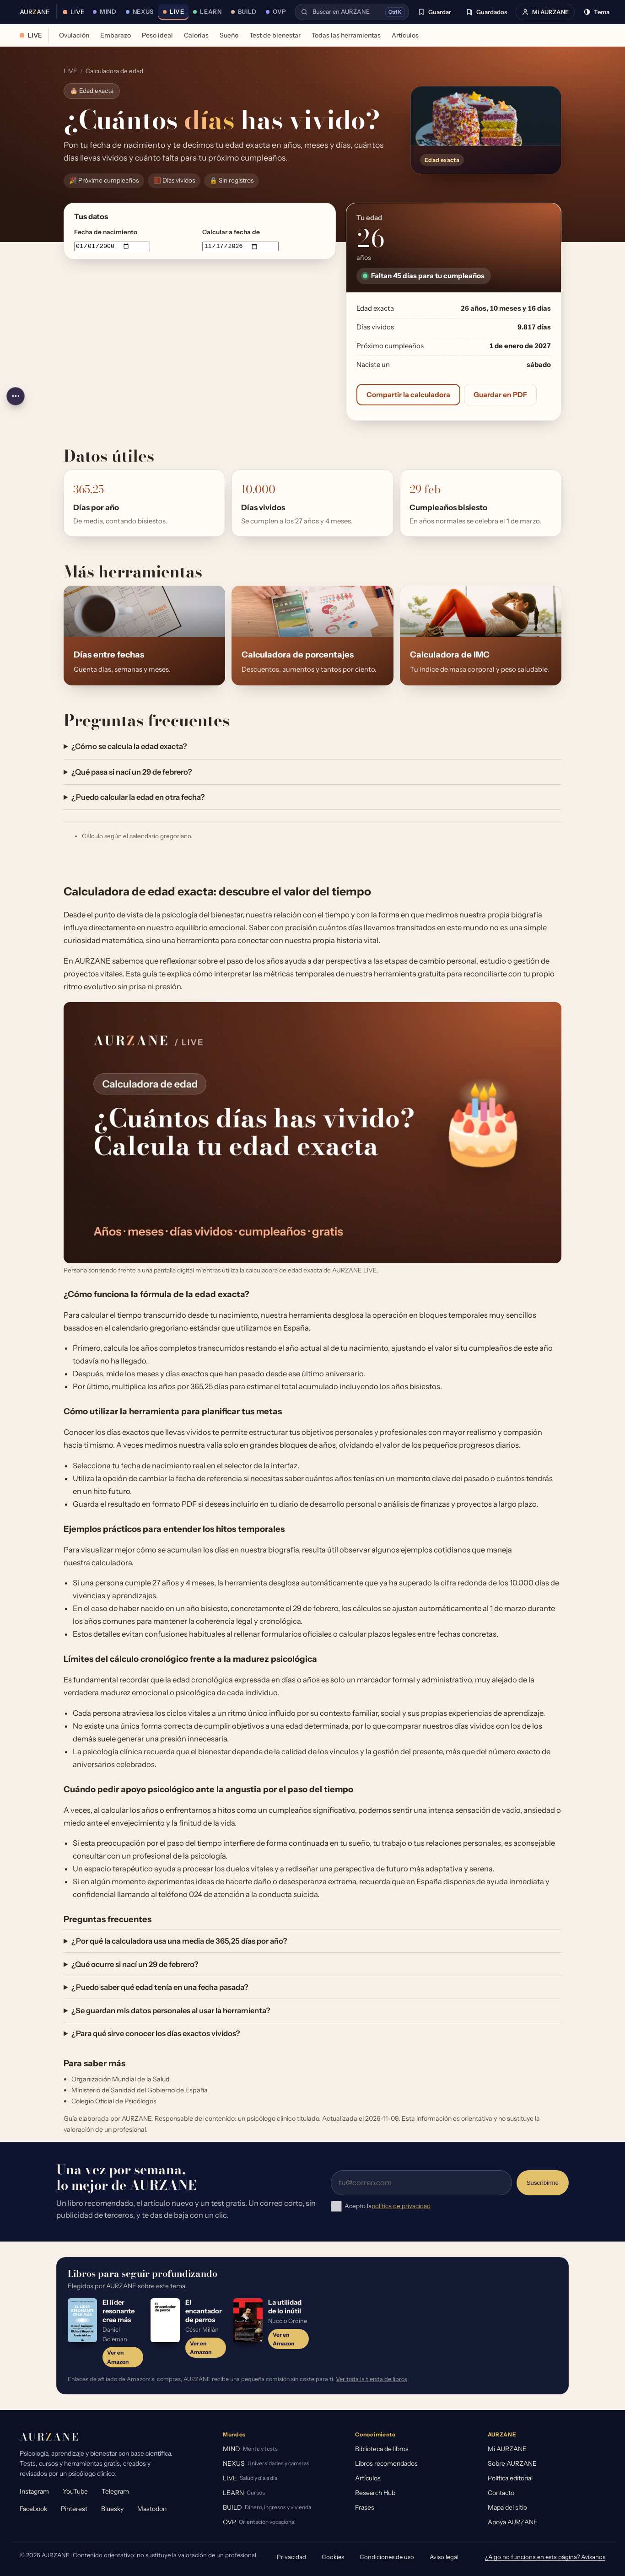 AURZANE
LIVE
MIND
NEXUS
LIVE
LEARN
BUILD
OVP
Buscar en AURZANE
Ctrl K
Guardar
Guardados
Mi AURZANE
Tema
LIVE
Ovulación
Embarazo
Peso ideal
Calorías
Sueño
Test de bienestar
Todas las herramientas
Artículos
LIVE / Calculadora de edad
🎂 Edad exacta
¿Cuántos días has vivido?
Pon tu fecha de nacimiento y te decimos tu edad exacta en años, meses y días, cuántos
días llevas vividos y cuánto falta para tu próximo cumpleaños.
🎉 Próximo cumpleaños
Días vividos
🔒 Sin registros
Edad exacta
Tus datos
Fecha de nacimiento
01/01/2000
Calcular a fecha de
11/17/2026
Tu edad
26
años
Faltan 45 días para tu cumpleaños
Edad exacta
26 años, 10 meses y 16 días
Días vividos
9.817 días
Próximo cumpleaños
1 de enero de 2027
Naciste un
sábado
Compartir la calculadora
Guardar en PDF
Datos útiles
365,25
Días por año
De media, contando bisiestos.
10.000
Días vividos
Se cumplen a los 27 años y 4 meses.
29 feb
Cumpleaños bisiesto
En años normales se celebra el 1 de marzo.
Más herramientas
Días entre fechas
Cuenta días, semanas y meses.
Calculadora de porcentajes
Descuentos, aumentos y tantos por ciento.
Calculadora de IMC
Tu índice de masa corporal y peso saludable.
Preguntas frecuentes
¿Cómo se calcula la edad exacta?
¿Qué pasa si nací un 29 de febrero?
¿Puedo calcular la edad en otra fecha?
Cálculo según el calendario gregoriano.
Calculadora de edad exacta: descubre el valor del tiempo
Desde el punto de vista de la psicología del bienestar, nuestra relación con el tiempo y con la forma en que medimos nuestra propia biografía
influye directamente en nuestro equilibrio emocional. Saber con precisión cuántos días llevamos transitados en este mundo no es una simple
curiosidad matemática, sino una herramienta para conectar con nuestra propia historia vital.
En AURZANE sabemos que reflexionar sobre el paso de los años ayuda a dar perspectiva a las etapas de cambio personal, estudio o gestión de
proyectos vitales. Esta guía te explica cómo interpretar las métricas temporales de nuestra herramienta gratuita para reconciliarte con tu propio
ritmo evolutivo sin prisa ni presión.
AURZANE / LIVE
Calculadora de edad
¿Cuántos días has vivido?
Calcula tu edad exacta
Años · meses · días vividos · cumpleaños · gratis
Persona sonriendo frente a una pantalla digital mientras utiliza la calculadora de edad exacta de AURZANE LIVE.
¿Cómo funciona la fórmula de la edad exacta?
Para calcular el tiempo transcurrido desde tu nacimiento, nuestra herramienta desglosa la operación en bloques temporales muy sencillos
basados en el calendario gregoriano estándar que utilizamos en España.
Primero, calcula los años completos transcurridos restando el año actual al de tu nacimiento, ajustando el valor si tu cumpleaños de este año
todavía no ha llegado.
Después, mide los meses y días exactos que han pasado desde ese último aniversario.
Por último, multiplica los años por 365,25 días para estimar el total acumulado incluyendo los años bisiestos.
Cómo utilizar la herramienta para planificar tus metas
Conocer los días exactos que llevas vividos te permite estructurar tus objetivos personales y profesionales con mayor realismo y compasión
hacia ti mismo. A veces medimos nuestra valía solo en grandes bloques de años, olvidando el valor de los pequeños progresos diarios.
Selecciona tu fecha de nacimiento real en el selector de la interfaz.
Utiliza la opción de cambiar la fecha de referencia si necesitas saber cuántos años tenías en un momento clave del pasado o cuántos tendrás
en un hito futuro.
Guarda el resultado en formato PDF si deseas incluirlo en tu diario de desarrollo personal o análisis de finanzas y proyectos a largo plazo.
Ejemplos prácticos para entender los hitos temporales
Para visualizar mejor cómo se acumulan los días en nuestra biografía, resulta útil observar algunos ejemplos cotidianos que maneja
nuestra calculadora.
Si una persona cumple 27 años y 4 meses, la herramienta desglosa automáticamente que ya ha superado la cifra redonda de los 10.000 días de
vivencias y aprendizajes.
En el caso de haber nacido en un año bisiesto, concretamente el 29 de febrero, los cálculos se ajustan automáticamente al 1 de marzo durante
los años comunes para mantener la coherencia legal y cronológica.
Estos detalles evitan confusiones habituales al rellenar formularios oficiales o calcular plazos legales entre fechas concretas.
Límites del cálculo cronológico frente a la madurez psicológica
Es fundamental recordar que la edad cronológica expresada en días o años es solo un marcador formal y administrativo, muy alejado de la
verdadera madurez emocional o psicológica de cada individuo.
Cada persona atraviesa los ciclos vitales a un ritmo único influido por su contexto familiar, social y sus propias experiencias de aprendizaje.
No existe una única forma correcta de cumplir objetivos a una edad determinada, por lo que comparar nuestros días vividos con los de los
demás suele generar una presión innecesaria.
La psicología clínica recuerda que el bienestar depende de la calidad de los vínculos y la gestión del presente, más que del número exacto de
aniversarios celebrados.
Cuándo pedir apoyo psicológico ante la angustia por el paso del tiempo
A veces, al calcular los años o enfrentarnos a hitos como un cumpleaños significativo, podemos sentir una intensa sensación de vacío, ansiedad o
miedo ante el envejecimiento y la finitud de la vida.
Si esta preocupación por el paso del tiempo interfiere de forma continuada en tu sueño, tu trabajo o tus relaciones personales, es aconsejable
consultar con un profesional de la psicología.
Un espacio terapéutico ayuda a procesar los duelos vitales y a rediseñar una perspectiva de futuro más adaptativa y serena.
Si en algún momento experimentas ideas de hacerte daño o desesperanza extrema, recuerda que en España dispones de ayuda inmediata y
confidencial llamando al teléfono 024 de atención a la conducta suicida.
Preguntas frecuentes
¿Por qué la calculadora usa una media de 365,25 días por año?
¿Qué ocurre si nací un 29 de febrero?
¿Puedo saber qué edad tenía en una fecha pasada?
¿Se guardan mis datos personales al usar la herramienta?
¿Para qué sirve conocer los días exactos vividos?
Para saber más
Organización Mundial de la Salud
Ministerio de Sanidad del Gobierno de España
Colegio Oficial de Psicólogos
Guía elaborada por AURZANE. Responsable del contenido: un psicólogo clínico titulado. Actualizada el 2026-11-09. Esta información es orientativa y no sustituye la
valoración de un profesional.
Una vez por semana,
lo mejor de AURZANE
Un libro recomendado, el artículo nuevo y un test gratis. Un correo corto, sin
publicidad de terceros, y te das de baja con un clic.
tu@correo.com
Suscribirme
Acepto la política de privacidad
Libros para seguir profundizando
Elegidos por AURZANE sobre este tema.
El líder
resonante
crea más
Daniel
Goleman
Ver en
Amazon
El
encantador
de perros
César Millán
Ver en
Amazon
La utilidad
de lo inútil
Nuccio Ordine
Ver en
Amazon
Enlaces de afiliado de Amazon: si compras, AURZANE recibe una pequeña comisión sin coste para ti. Ver toda la tienda de libros
AURZANE
Psicología, aprendizaje y bienestar con base científica.
Tests, cursos y herramientas gratis, creados y
revisados por un psicólogo clínico.
Instagram
YouTube
Telegram
Facebook
Pinterest
Bluesky
Mastodon
Mundos
MIND Mente y tests
NEXUS Universidades y carreras
LIVE Salud y día a día
LEARN Cursos
BUILD Dinero, ingresos y vivienda
OVP Orientación vocacional
Conocimiento
Biblioteca de libros
Libros recomendados
Artículos
Research Hub
Frases
AURZANE
Mi AURZANE
Sobre AURZANE
Política editorial
Contacto
Mapa del sitio
Apoya AURZANE
© 2026 AURZANE · Contenido orientativo: no sustituye la valoración de un profesional.
Privacidad
Cookies
Condiciones de uso
Aviso legal
¿Algo no funciona en esta página? Avísanos